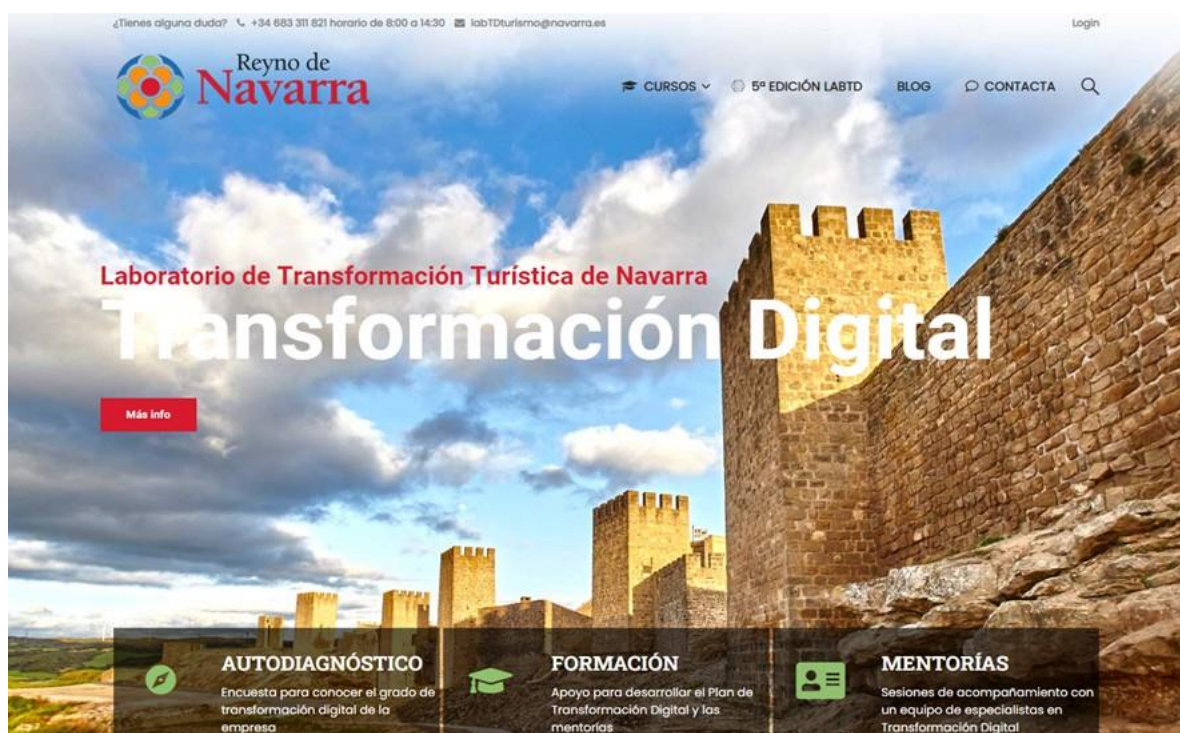 ¿Tienes alguna duda? +34 683 311 821 horario de 8:00 a 14:30 labTDturismo@navarra.es Login
Reyno de
Navarra
CURSOS 5ª EDICIÓN LABTD BLOG CONTACTA
Laboratorio de Transformación Turística de Navarra
Transformación Digital
Más info
AUTODIAGNÓSTICO
Encuesta para conocer el grado de
transformación digital de la
empresa
FORMACIÓN
Apoyo para desarrollar el Plan de
Transformación Digital y las
mentorías
MENTORÍAS
Sesiones de acompañamiento con
un equipo de especialistas en
Transformación Digital